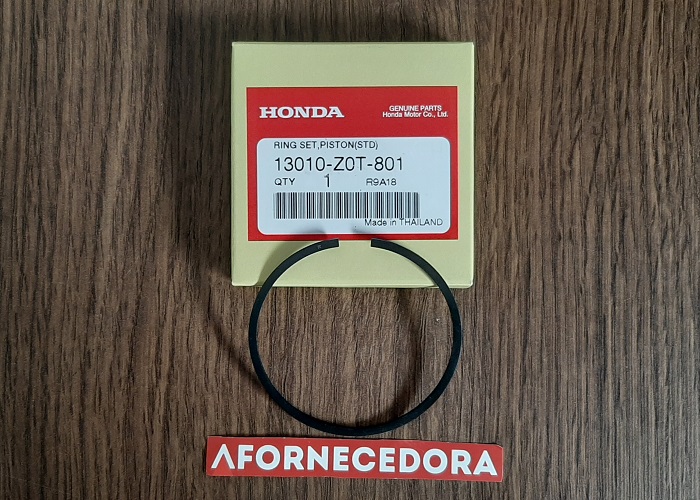 HONDA
GENUINE PARTS
Honda Motor Co., Ltd.
RING SET,PISTON(STD)
13010-Z0T-801
QTY 1 R9A18
Made in THAILAND
AFORNECEDORA